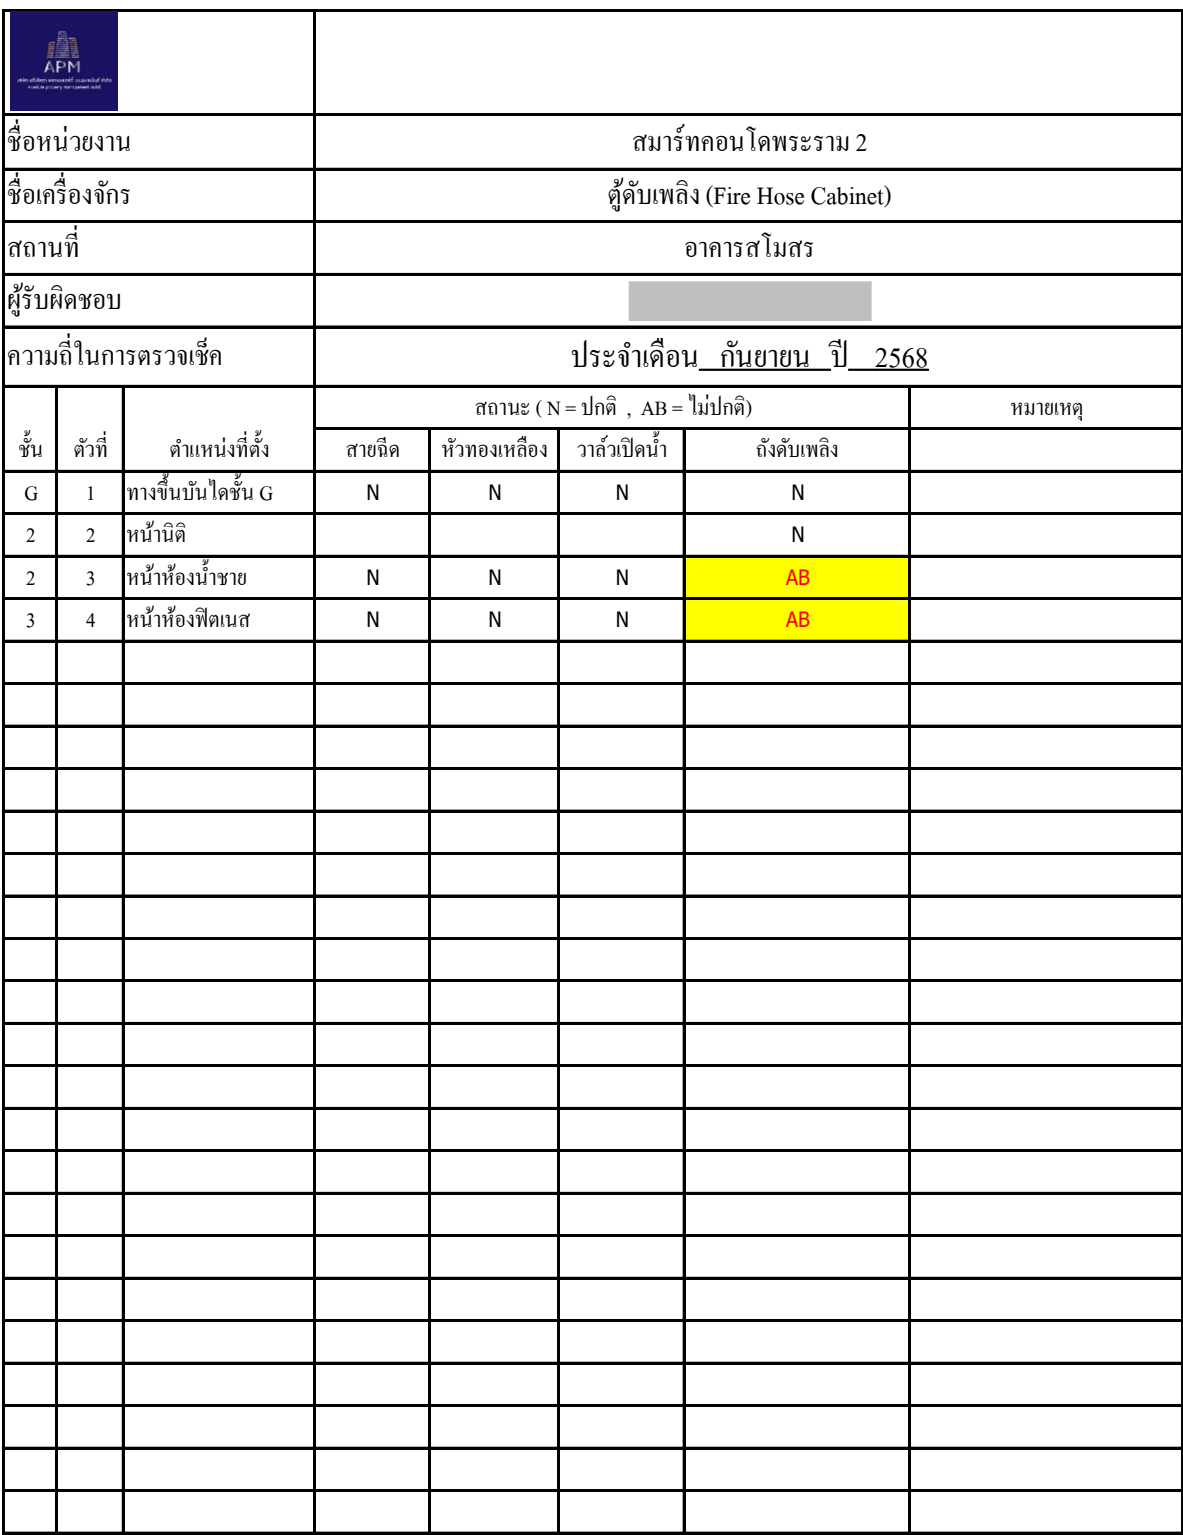 APM
ชื่อหน่วยงาน สมาร์ทคอนโดพระราม 2
ชื่อเครื่องจักร ตู้ดับเพลิง (Fire Hose Cabinet)
สถานที่ อาคารสโมสร
ผู้รับผิดชอบ
ความถี่ในการตรวจเช็ค ประจำเดือน กันยายน ปี 2568
สถานะ ( N = ปกติ , AB = ไม่ปกติ) หมายเหตุ
ชั้น ตัวที่ ตำแหน่งที่ตั้ง สายฉีด หัวทองเหลือง วาล์วเปิดน้ำ ถังดับเพลิง
G 1 ทางขึ้นบันไดชั้น G N N N N
2 2 หน้านิติ N
2 3 หน้าห้องน้ำชาย N N N AB
3 4 หน้าห้องฟิตเนส N N N AB